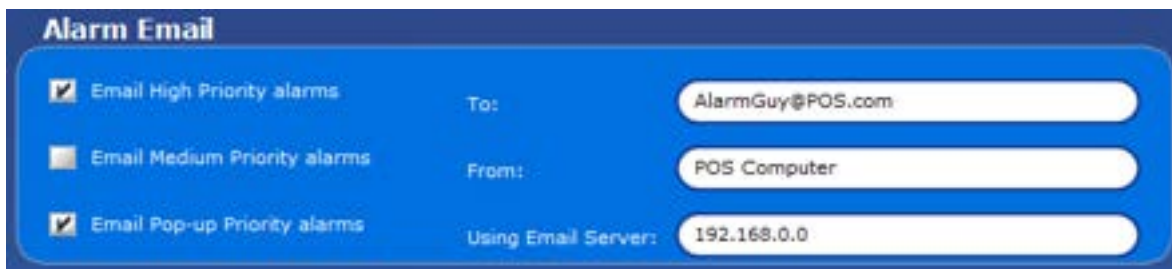 Alarm Email
Email High Priority alarms
To:
AlarmGuy@POS.com
Email Medium Priority alarms
From:
POS Computer
Email Pop-up Priority alarms
Using Email Server:
192.168.0.0